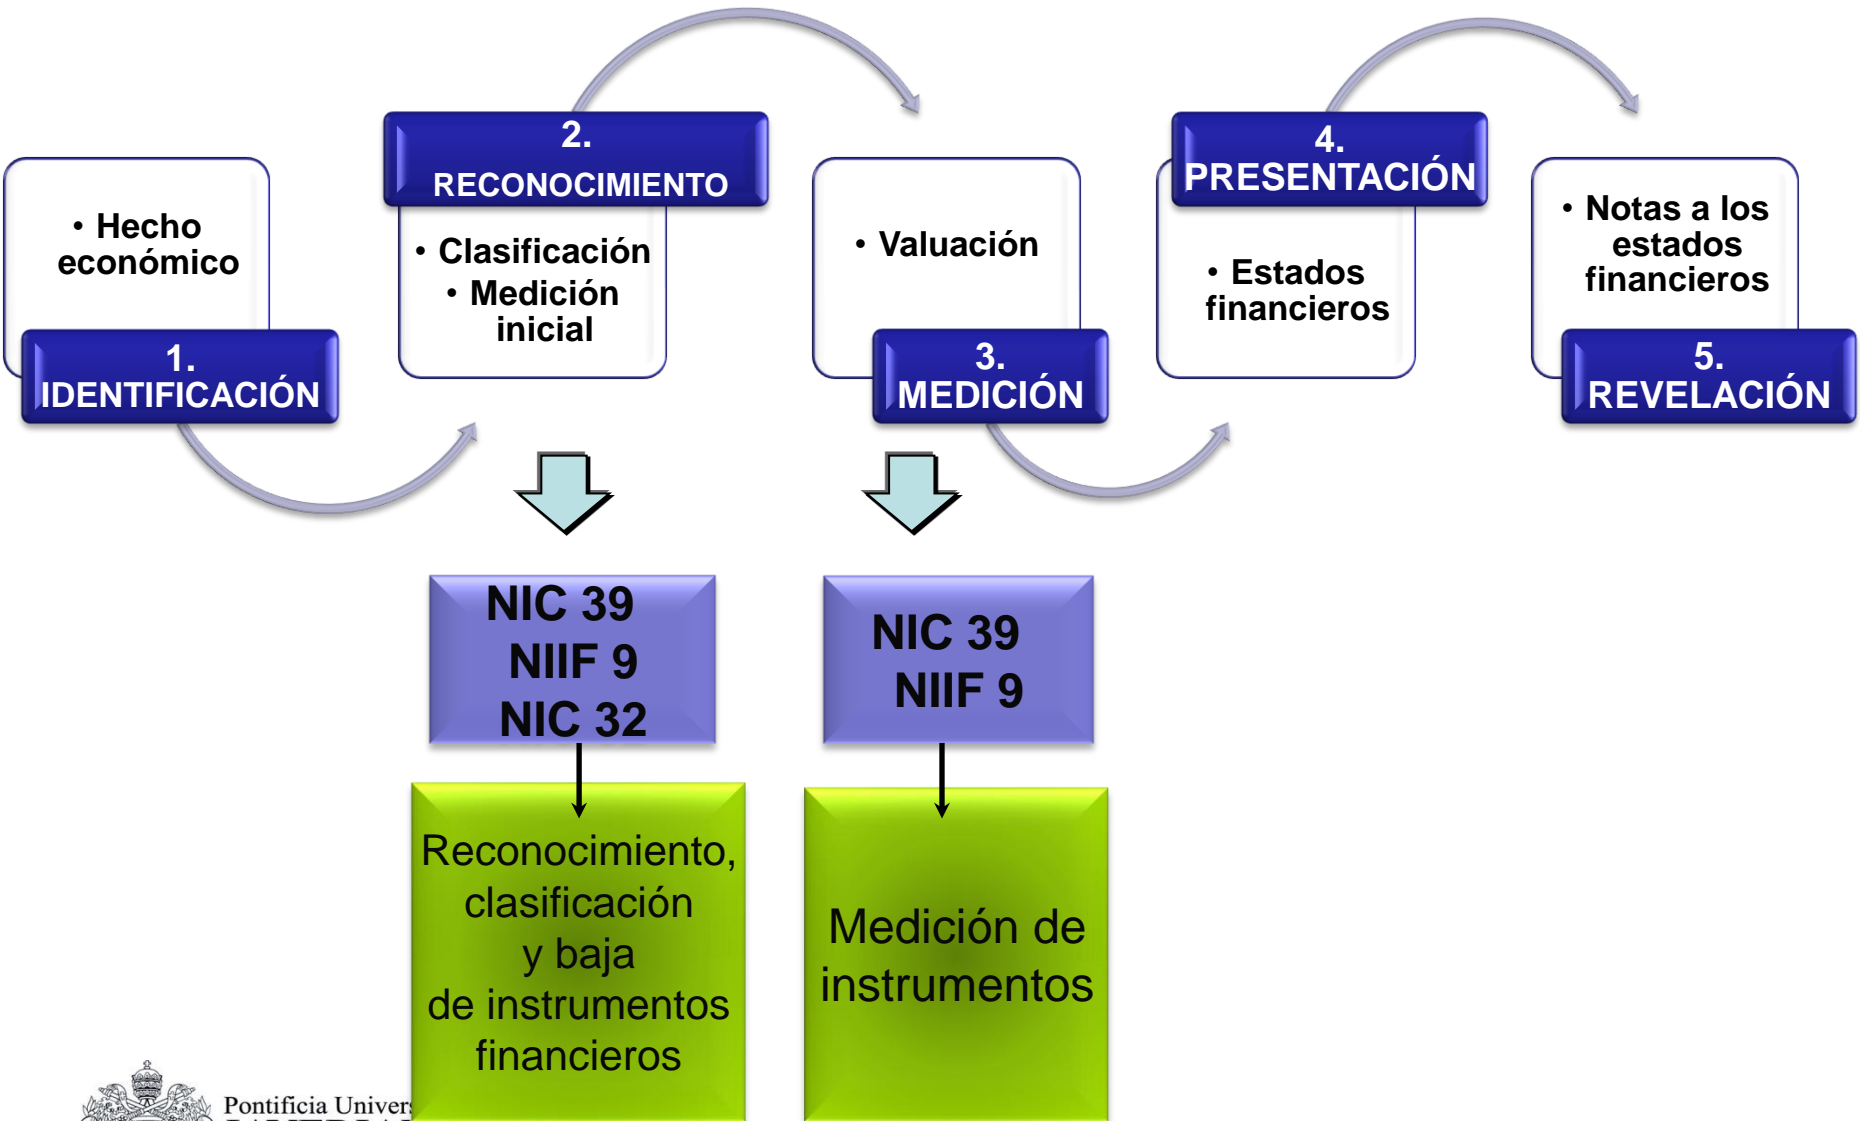 • Hecho
económico
1.
IDENTIFICACIÓN
2.
RECONOCIMIENTO
• Clasificación
• Medición
inicial
• Valuación
3.
MEDICIÓN
4.
PRESENTACIÓN
• Estados
financieros
• Notas a los
estados
financieros
5.
REVELACIÓN
NIC 39
NIIF 9
NIC 32
NIC 39
NIIF 9
Reconocimiento,
clasificación
y baja
de instrumentos
financieros
Medición de
instrumentos
Pontificia